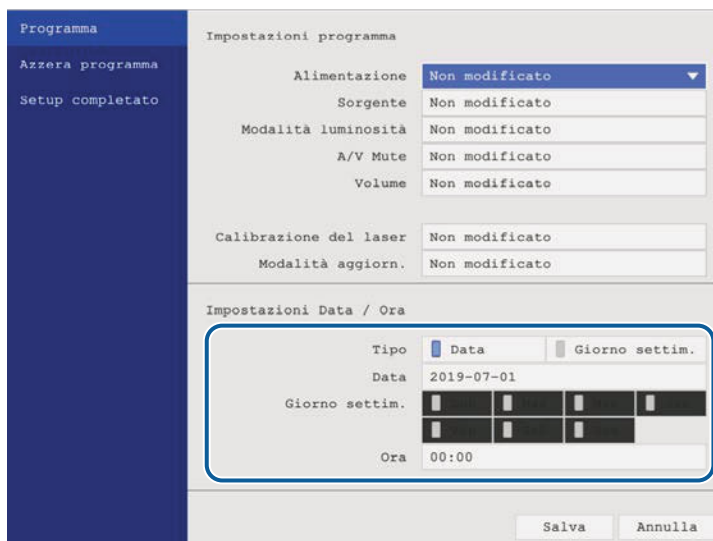 Programma
Azzera programma
Setup completato
Impostazioni programma
Alimentazione Non modificato
Sorgente Non modificato
Modalità luminosità Non modificato
A/V Mute Non modificato
Volume Non modificato
Calibrazione del laser Non modificato
Modalità aggiorn. Non modificato
Impostazioni Data / Ora
Tipo Data Giorno settim.
Data 2019-07-01
Giorno settim.
Ora 00:00
Salva Annulla